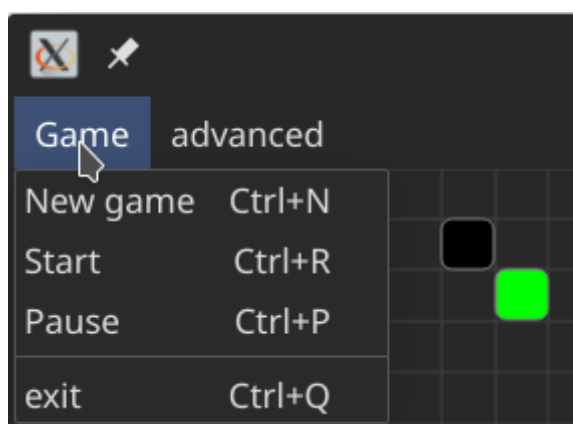 Game advanced
New game Ctrl+N
Start Ctrl+R
Pause Ctrl+P
exit Ctrl+Q